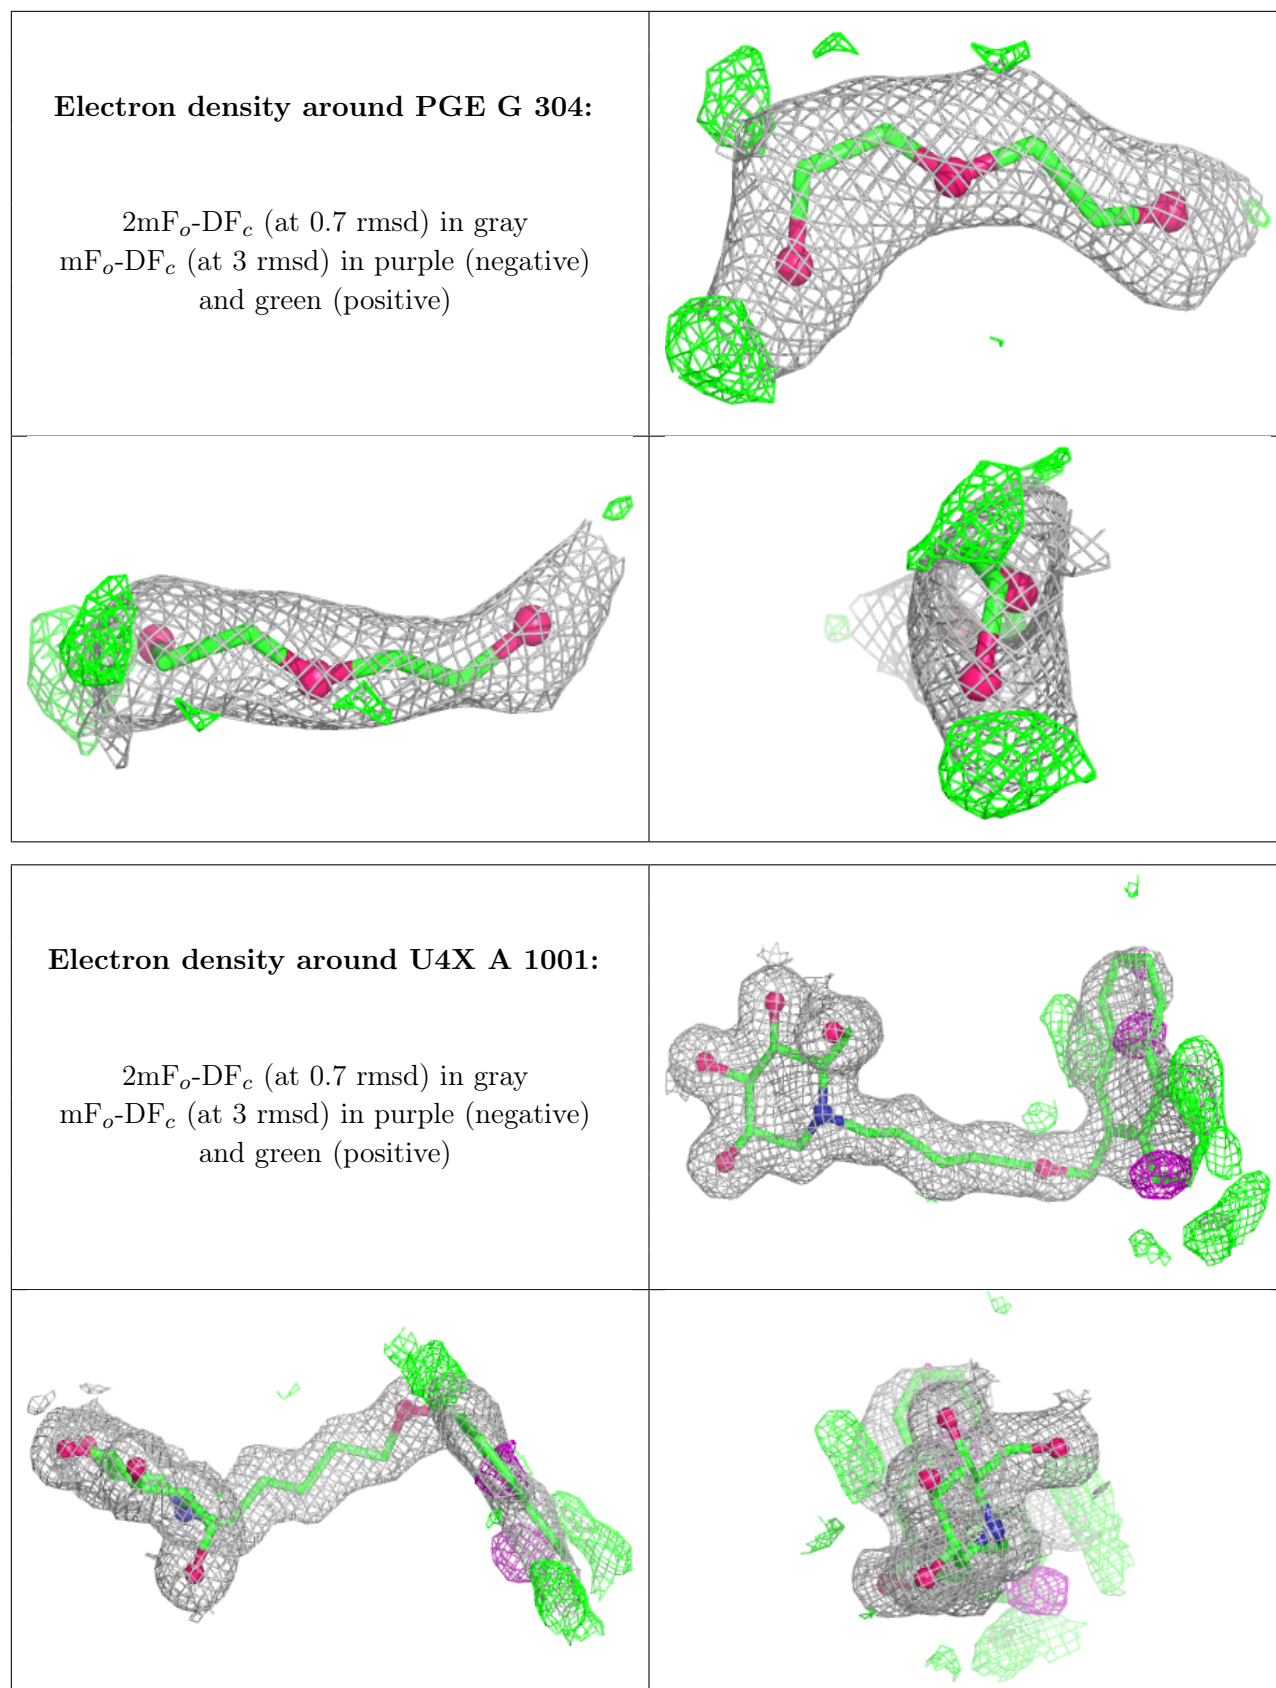 Electron density around PGE G 304:
2mFo-DFc (at 0.7 rmsd) in gray
mFo-DFc (at 3 rmsd) in purple (negative)
and green (positive)
Electron density around U4X A 1001:
2mFo-DFc (at 0.7 rmsd) in gray
mFo-DFc (at 3 rmsd) in purple (negative)
and green (positive)